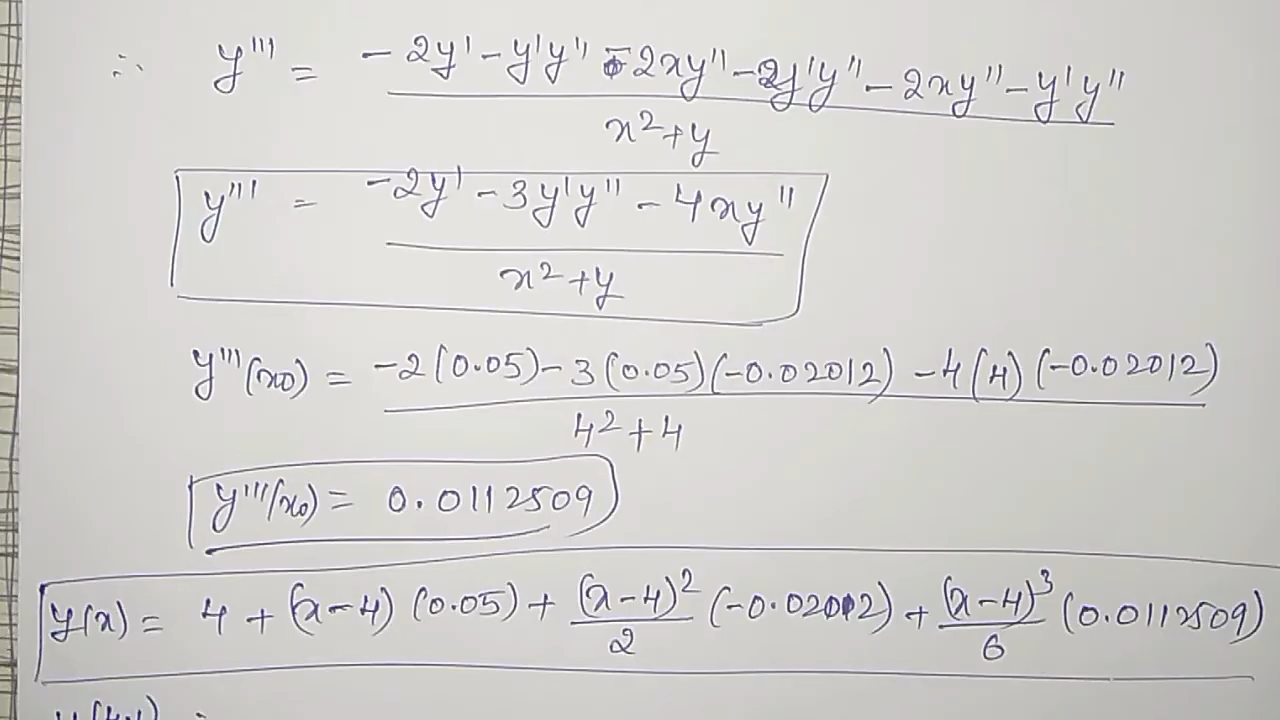 ∴ y''' = -2y' - y'y'' - 2xy'' - 2y'y'' - 2xy'' - y'y'' / x² + y
y''' = -2y' - 3y'y'' - 4xy'' / x² + y
y'''(x₀) = -2(0.05) - 3(0.05)(-0.02012) - 4(4)(-0.02012) / 4² + 4
y'''(x₀) = 0.0112509
y(x) = 4 + (x-4)(0.05) + (x-4)²/2 (-0.02012) + (x-4)³/6 (0.0112509)